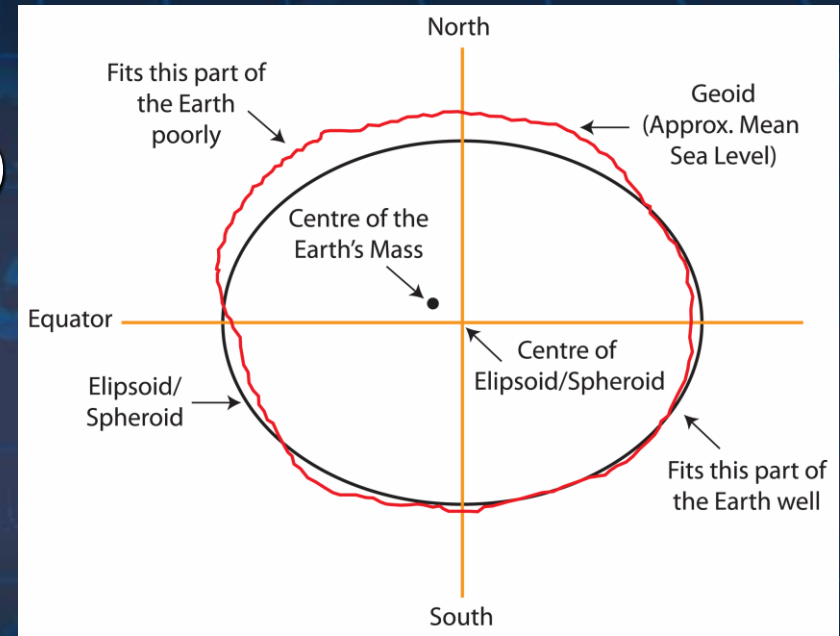 North
Fits this part of
the Earth
poorly
Geoid
(Approx. Mean
Sea Level)
Centre of the
Earth's Mass
Equator
Centre of
Elipsoid/Spheroid
Elipsoid/
Spheroid
Fits this part of
the Earth well
South